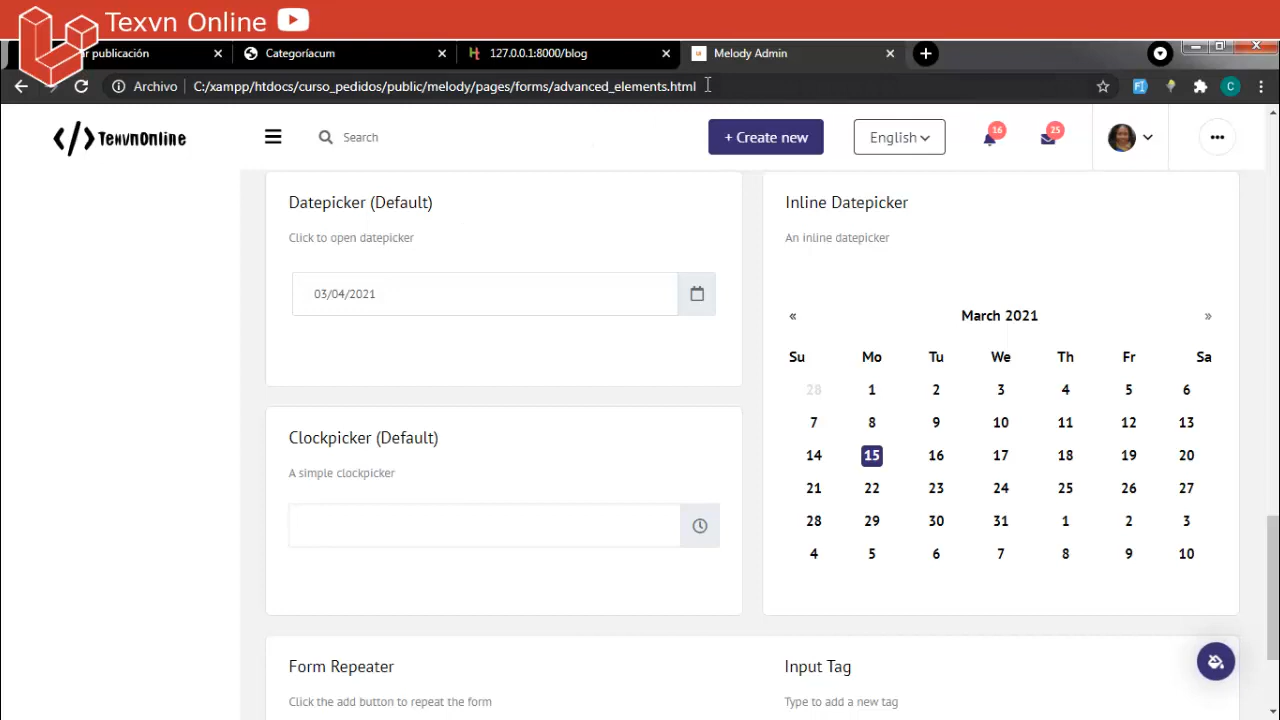 Texvn Online
r publicación
Categoríacum
127.0.0.1:8000/blog
Melody Admin
Archivo
C:/xampp/htdocs/curso_pedidos/public/melody/pages/forms/advanced_elements.html
C
</> TexvnOnline
Search
+ Create new
English
16
25
Datepicker (Default)
Click to open datepicker
03/04/2021
Inline Datepicker
An inline datepicker
« March 2021 »
Su Mo Tu We Th Fr Sa
28 1 2 3 4 5 6
7 8 9 10 11 12 13
14 15 16 17 18 19 20
21 22 23 24 25 26 27
28 29 30 31 1 2 3
4 5 6 7 8 9 10
Clockpicker (Default)
A simple clockpicker
Form Repeater
Click the add button to repeat the form
Input Tag
Type to add a new tag